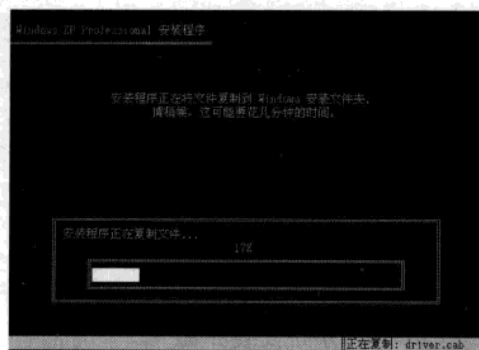 Windows XP Professional 安装程序
安装程序正在将文件复制到 Windows 安装文件夹,
请稍候。这可能要花几分钟的时间。
安装程序正在复制文件...
17%
正在复制: driver.cab